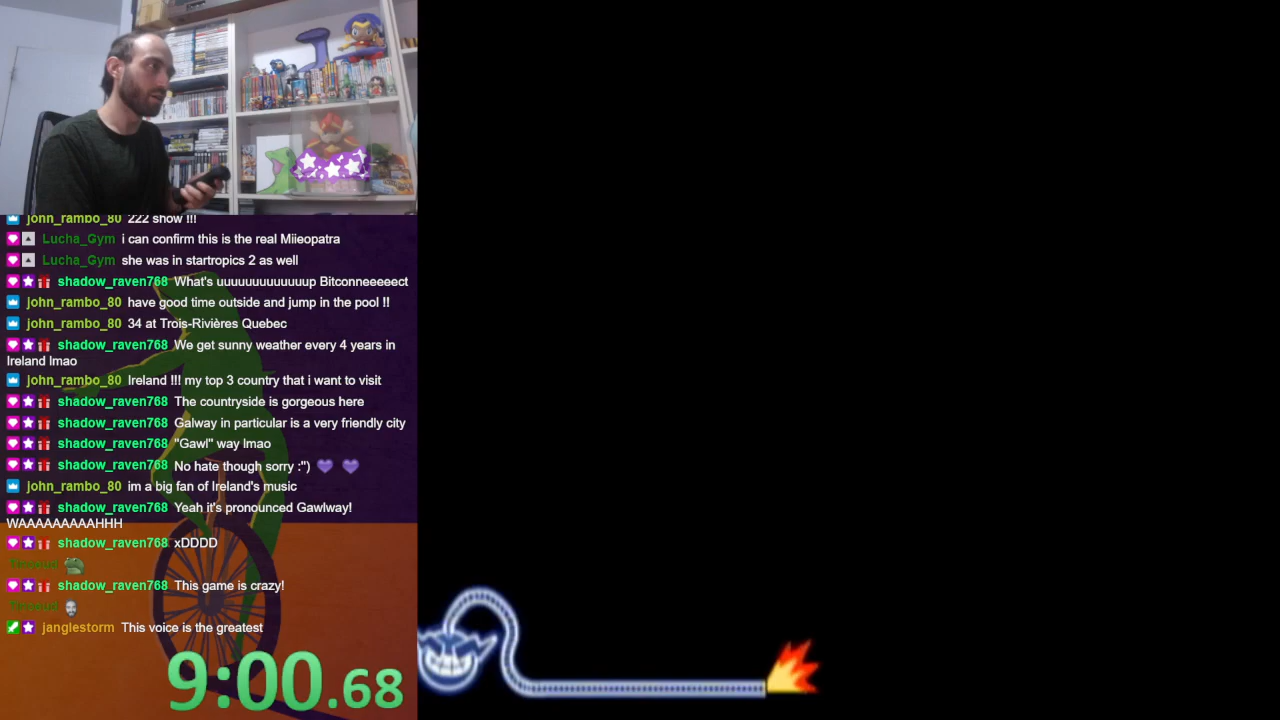 john_rambo_80 222 show !!!
Lucha_Gym i can confirm this is the real Miieopatra
Lucha_Gym she was in startropics 2 as well
shadow_raven768 What's uuuuuuuuuuuup Bitconneeeeect
john_rambo_80 have good time outside and jump in the pool !!
john_rambo_80 34 at Trois-Rivières Quebec
shadow_raven768 We get sunny weather every 4 years in
Ireland lmao
john_rambo_80 Ireland !!! my top 3 country that i want to visit
shadow_raven768 The countryside is gorgeous here
shadow_raven768 Galway in particular is a very friendly city
shadow_raven768 "Gawl" way lmao
shadow_raven768 No hate though sorry :")
john_rambo_80 im a big fan of Ireland's music
shadow_raven768 Yeah it's pronounced Gawlway!
WAAAAAAAAAHHH
shadow_raven768 xDDDD
shadow_raven768 This game is crazy!
janglestorm This voice is the greatest
9:00.68